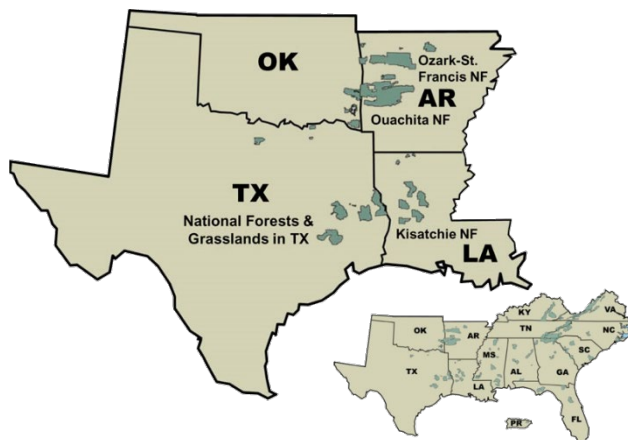 OK
Ozark-St.
Francis NF
AR
Ouachita NF
TX
National Forests &
Grasslands in TX
Kisatchie NF
LA
KY
VA
OK
AR
TN
NC
MS
SC
TX
AL
GA
LA
FL
PR